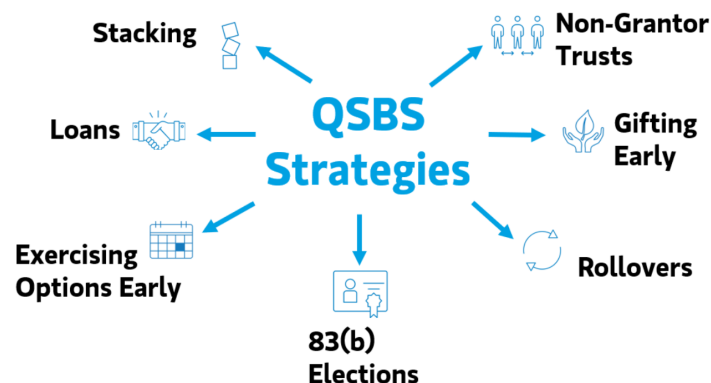 Stacking
Non-Grantor
Trusts
QSBS
Strategies
Loans
Gifting
Early
Exercising
Options Early
Rollovers
83(b)
Elections